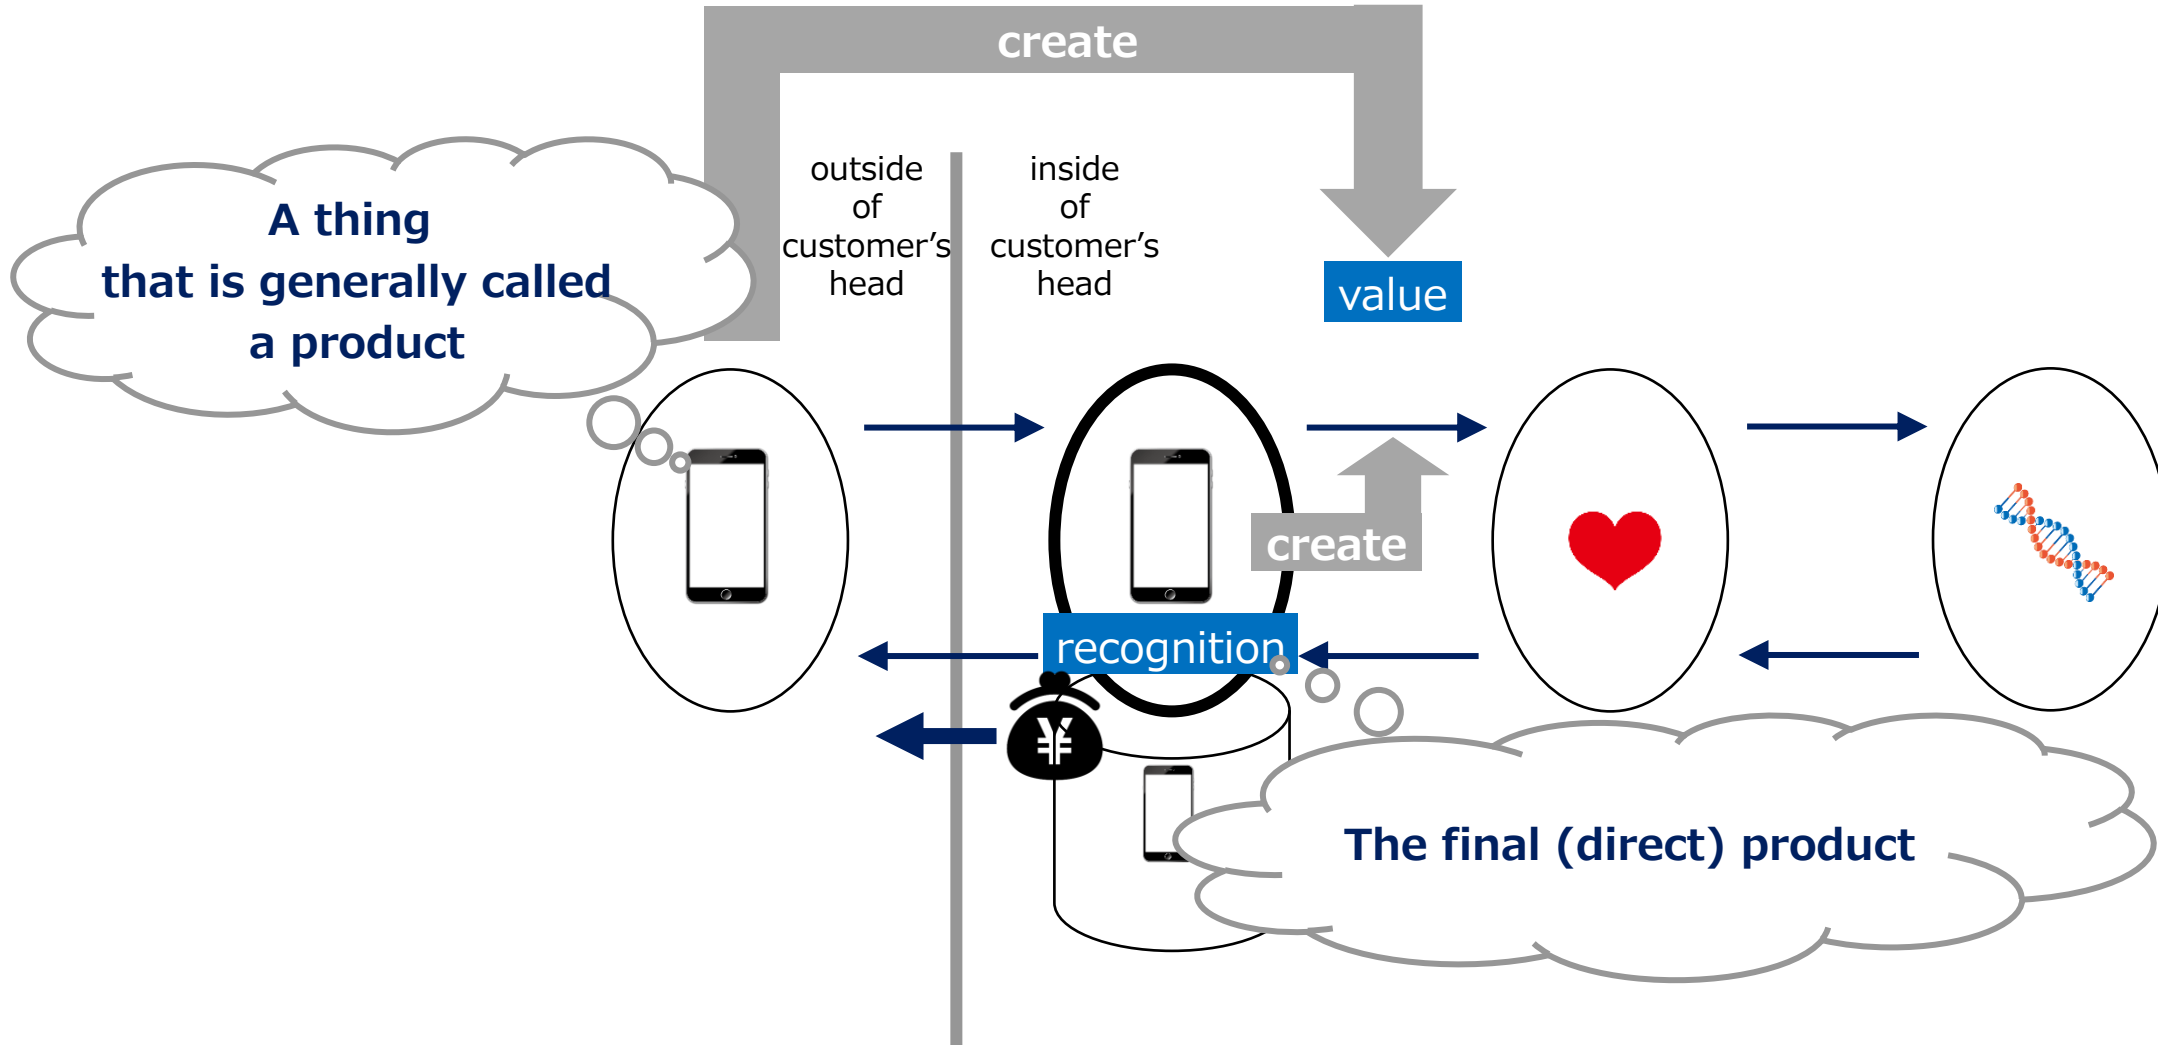 create
outside
of
customer’s
head
inside
of
customer’s
head
A thing
that is generally called
a product
value
create
recognition
¥
The final (direct) product